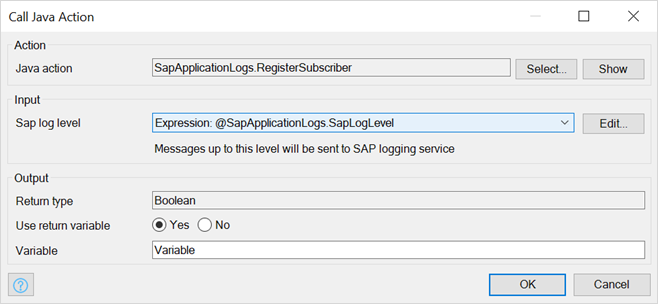 Call Java Action
Action
Java action SapApplicationLogs.RegisterSubscriber Select... Show
Input
Sap log level Expression: @SapApplicationLogs.SapLogLevel Edit...
Messages up to this level will be sent to SAP logging service
Output
Return type Boolean
Use return variable Yes No
Variable Variable
? OK Cancel